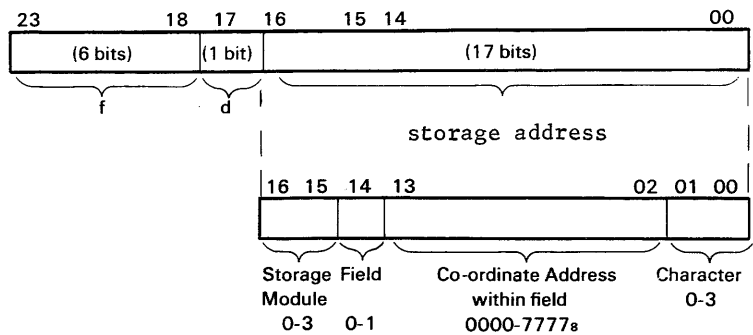 23 18 17 16 15 14 00
(6 bits) (1 bit) (17 bits)
f d
storage address
16 15 14 13 02 01 00
Storage Field Co-ordinate Address Character
Module within field 0-3
0-3 0-1 0000-7777₈